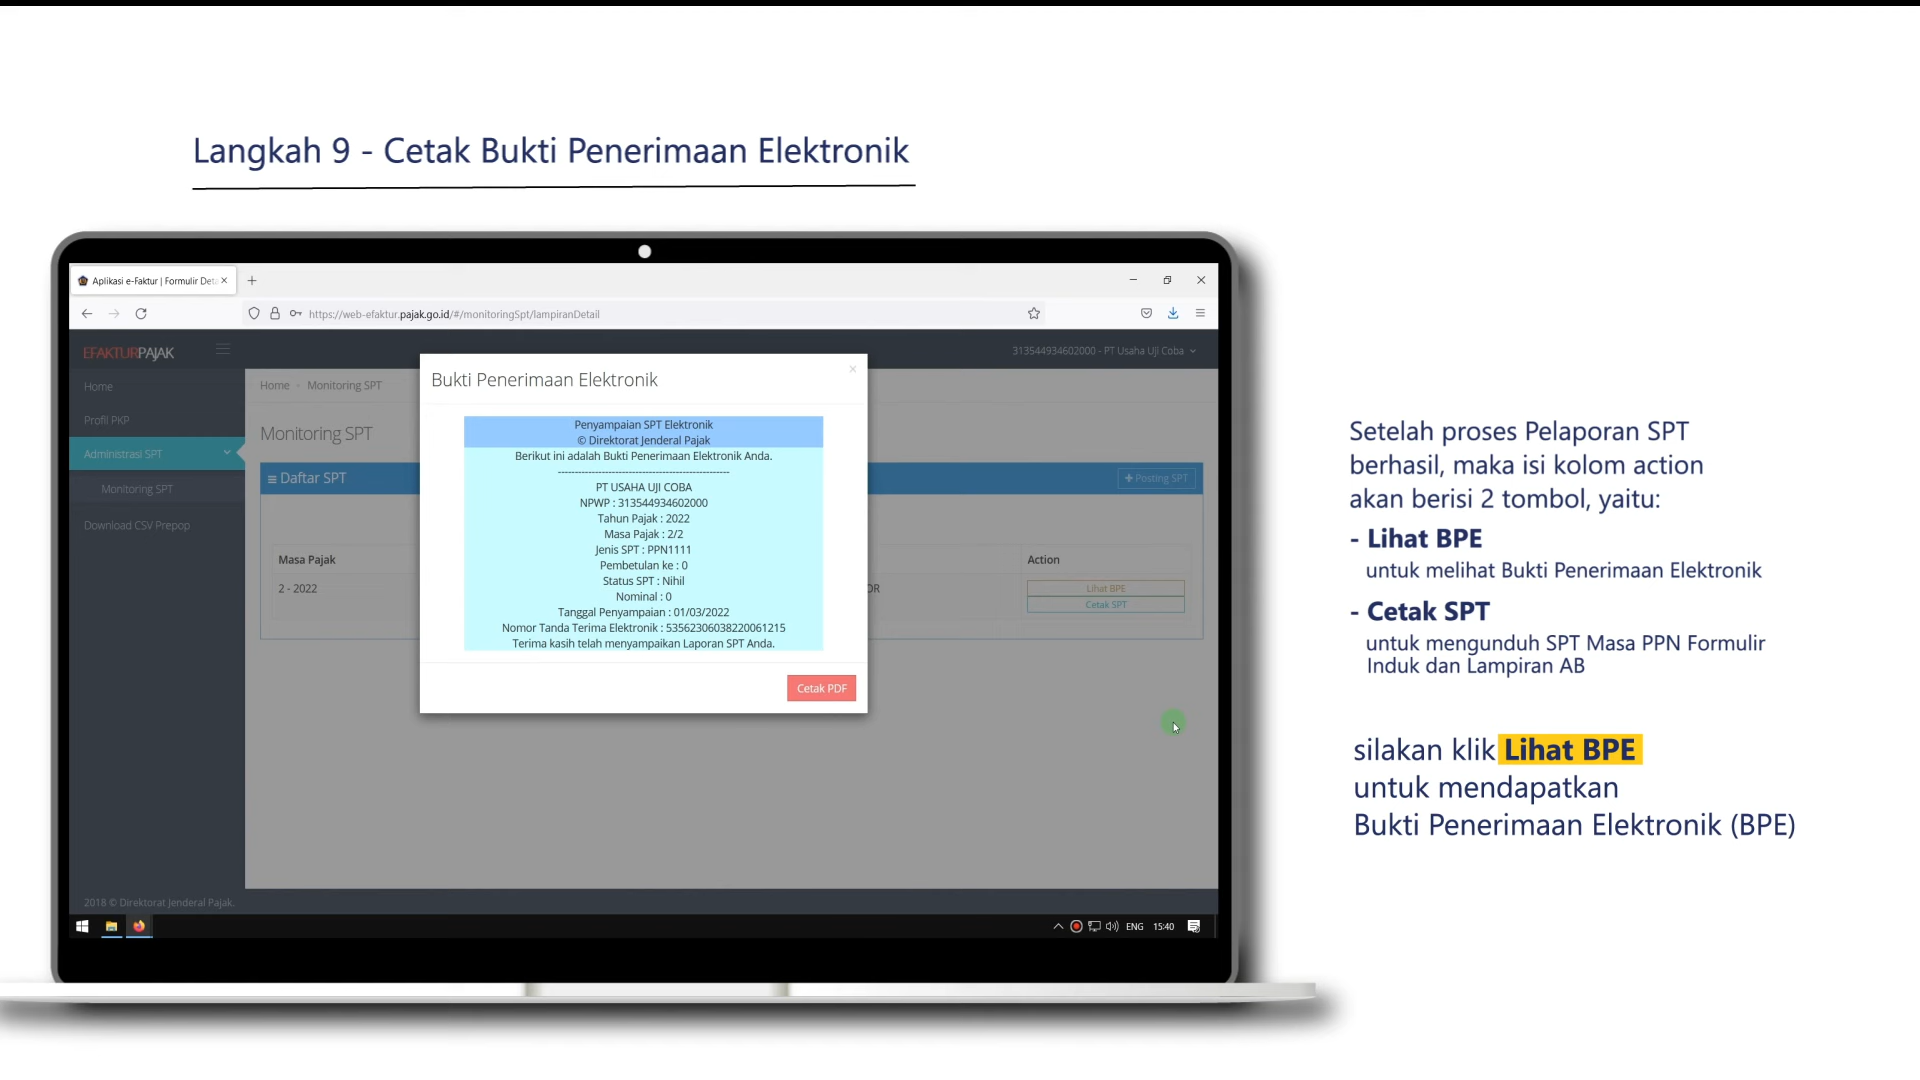 Langkah 9 - Cetak Bukti Penerimaan Elektronik
Aplikasi e-Faktur | Formulir Deta
https://web-efaktur.pajak.go.id/#/monitoringSpt/lampiranDetail
EFAKTURPAJAK
313544934602000 - PT Usaha Uji Coba
Home
Profil PKP
Administrasi SPT
Monitoring SPT
Download CSV Prepop
Home - Monitoring SPT
Monitoring SPT
Daftar SPT
+ Posting SPT
Masa Pajak
Action
2 - 2022
OR
Lihat BPE
Cetak SPT
Bukti Penerimaan Elektronik
×
Penyampaian SPT Elektronik
© Direktorat Jenderal Pajak
Berikut ini adalah Bukti Penerimaan Elektronik Anda.
PT USAHA UJI COBA
NPWP : 313544934602000
Tahun Pajak : 2022
Masa Pajak : 2/2
Jenis SPT : PPN1111
Pembetulan ke : 0
Status SPT : Nihil
Nominal : 0
Tanggal Penyampaian : 01/03/2022
Nomor Tanda Terima Elektronik : 53562306038220061215
Terima kasih telah menyampaikan Laporan SPT Anda.
Cetak PDF
2018 © Direktorat Jenderal Pajak.
ENG 15:40
Setelah proses Pelaporan SPT
berhasil, maka isi kolom action
akan berisi 2 tombol, yaitu:
- Lihat BPE
untuk melihat Bukti Penerimaan Elektronik
- Cetak SPT
untuk mengunduh SPT Masa PPN Formulir
Induk dan Lampiran AB
silakan klik Lihat BPE
untuk mendapatkan
Bukti Penerimaan Elektronik (BPE)